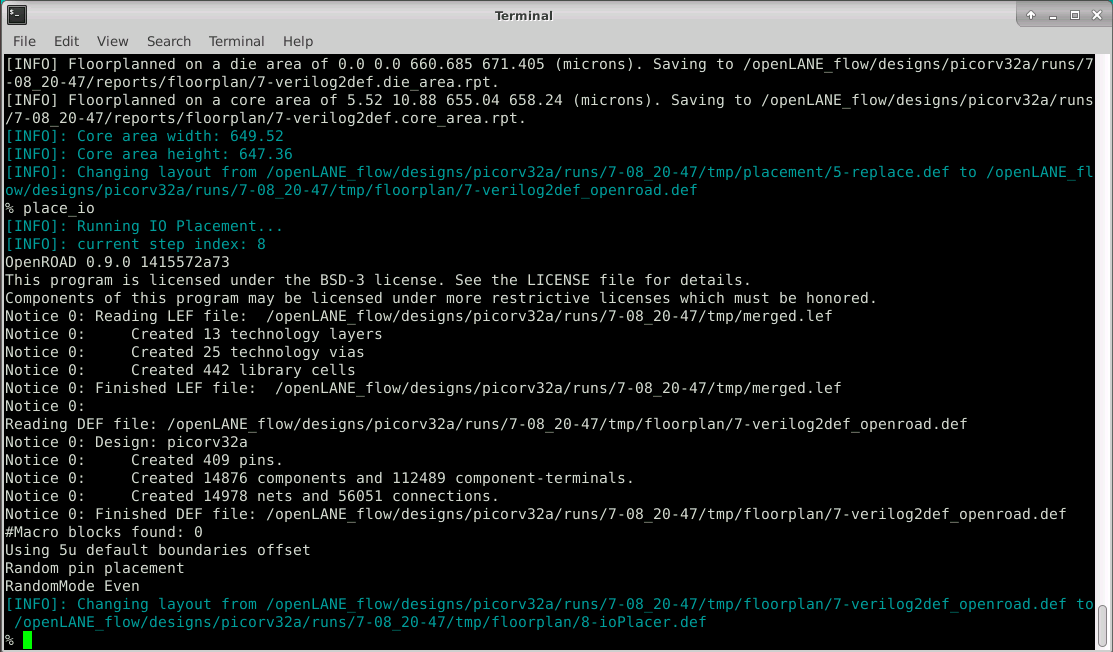 Terminal
File Edit View Search Terminal Help
[INFO] Floorplanned on a die area of 0.0 0.0 660.685 671.405 (microns). Saving to /openLANE_flow/designs/picorv32a/runs/7
-08_20-47/reports/floorplan/7-verilog2def.die_area.rpt.
[INFO] Floorplanned on a core area of 5.52 10.88 655.04 658.24 (microns). Saving to /openLANE_flow/designs/picorv32a/runs
/7-08_20-47/reports/floorplan/7-verilog2def.core_area.rpt.
[INFO]: Core area width: 649.52
[INFO]: Core area height: 647.36
[INFO]: Changing layout from /openLANE_flow/designs/picorv32a/runs/7-08_20-47/tmp/placement/5-replace.def to /openLANE_fl
ow/designs/picorv32a/runs/7-08_20-47/tmp/floorplan/7-verilog2def_openroad.def
% place_io
[INFO]: Running IO Placement...
[INFO]: current step index: 8
OpenROAD 0.9.0 1415572a73
This program is licensed under the BSD-3 license. See the LICENSE file for details.
Components of this program may be licensed under more restrictive licenses which must be honored.
Notice 0: Reading LEF file:  /openLANE_flow/designs/picorv32a/runs/7-08_20-47/tmp/merged.lef
Notice 0:     Created 13 technology layers
Notice 0:     Created 25 technology vias
Notice 0:     Created 442 library cells
Notice 0: Finished LEF file:  /openLANE_flow/designs/picorv32a/runs/7-08_20-47/tmp/merged.lef
Notice 0:
Reading DEF file: /openLANE_flow/designs/picorv32a/runs/7-08_20-47/tmp/floorplan/7-verilog2def_openroad.def
Notice 0: Design: picorv32a
Notice 0:     Created 409 pins.
Notice 0:     Created 14876 components and 112489 component-terminals.
Notice 0:     Created 14978 nets and 56051 connections.
Notice 0: Finished DEF file: /openLANE_flow/designs/picorv32a/runs/7-08_20-47/tmp/floorplan/7-verilog2def_openroad.def
#Macro blocks found: 0
Using 5u default boundaries offset
Random pin placement
RandomMode Even
[INFO]: Changing layout from /openLANE_flow/designs/picorv32a/runs/7-08_20-47/tmp/floorplan/7-verilog2def_openroad.def to
 /openLANE_flow/designs/picorv32a/runs/7-08_20-47/tmp/floorplan/8-ioPlacer.def
%